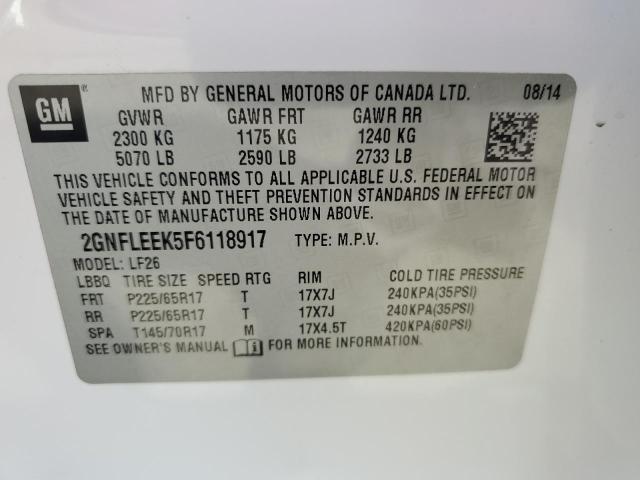 GM ® MFD BY GENERAL MOTORS OF CANADA LTD. 08/14
GVWR GAWR FRT GAWR RR
2300 KG 1175 KG 1240 KG
5070 LB 2590 LB 2733 LB
THIS VEHICLE CONFORMS TO ALL APPLICABLE U.S. FEDERAL MOTOR
VEHICLE SAFETY AND THEFT PREVENTION STANDARDS IN EFFECT ON
THE DATE OF MANUFACTURE SHOWN ABOVE.
2GNFLEEK5F6118917 TYPE: M.P.V.
MODEL: LF26
LBBQ TIRE SIZE SPEED RTG RIM COLD TIRE PRESSURE
FRT P225/65R17 T 17X7J 240KPA(35PSI)
RR P225/65R17 T 17X7J 240KPA(35PSI)
SPA T145/70R17 M 17X4.5T 420KPA(60PSI)
SEE OWNER'S MANUAL i FOR MORE INFORMATION.